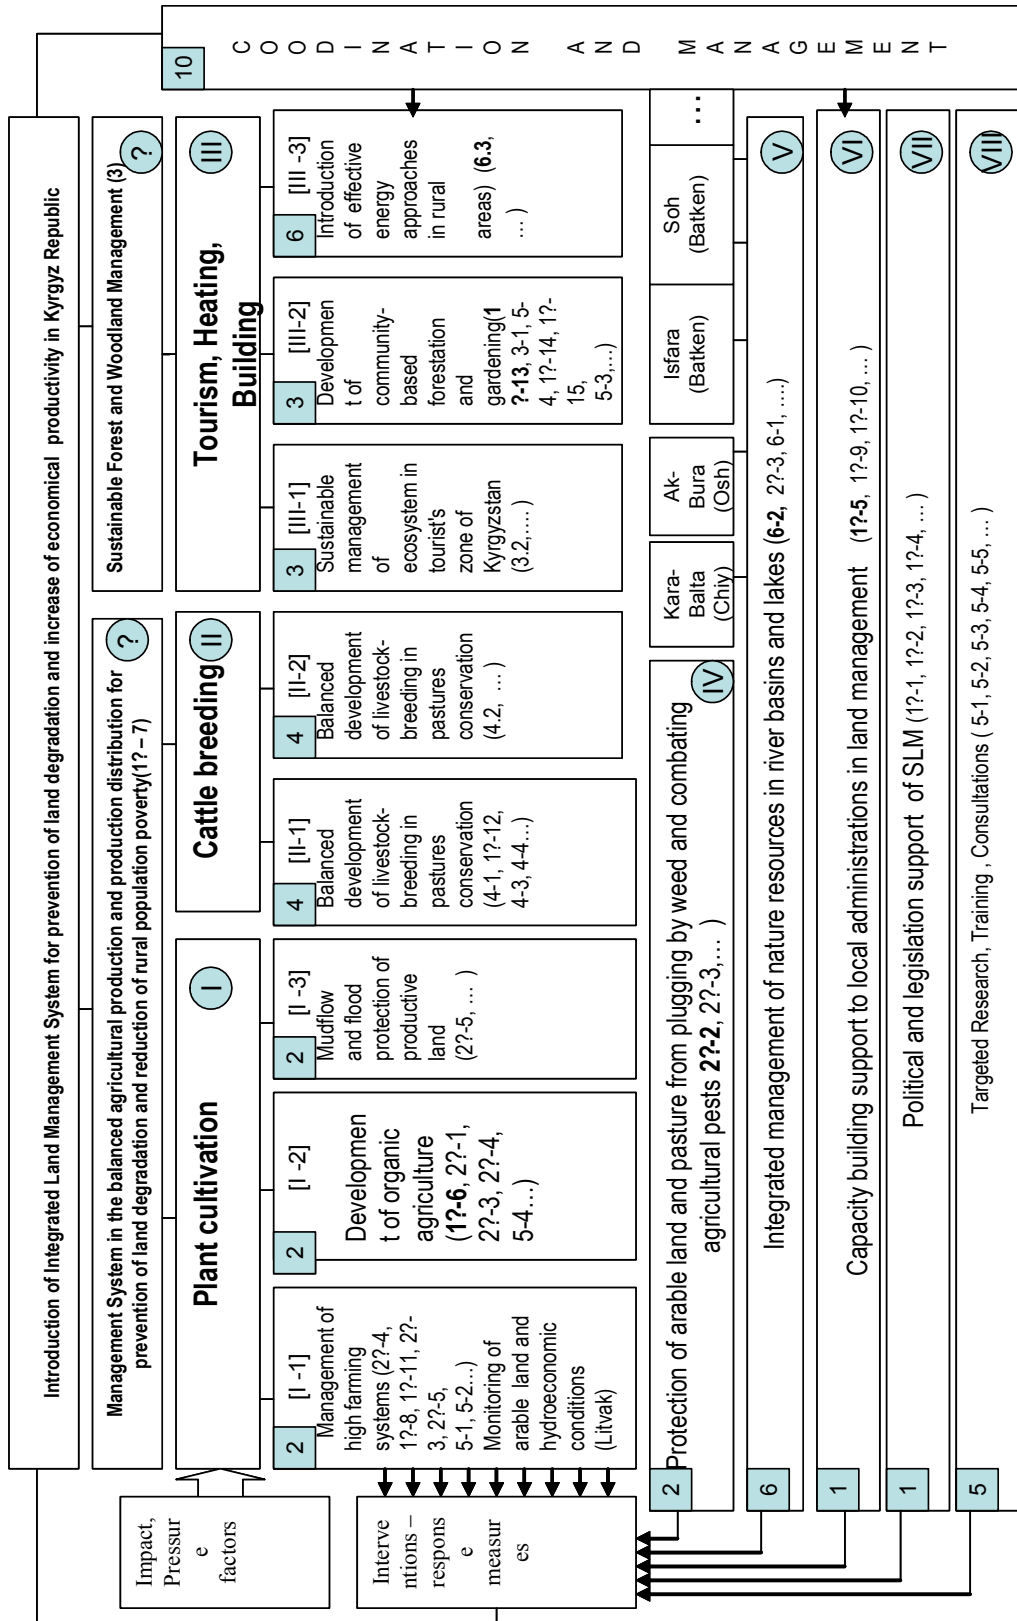 Introduction of Integrated Land Management System for prevention of land degradation and increase of economical productivity in Kyrgyz Republic
Management System in the balanced agricultural production and production distribution for
prevention of land degradation and reduction of rural population poverty(1? – 7)
?
Sustainable Forest and Woodland Management (3)
?
Impact,
Pressur
e
factors
Plant cultivation
I
Cattle breeding
II
Tourism, Heating,
Building
III
2
[I -1]
Management of
high farming
systems (2?-4,
1?-8, 1?-11, 2?-
3, 2?-5,
5-1, 5-2…)
Monitoring of
arable land and
hydroeconomic
conditions
(Litvak)
2
[I -2]
Developmen
t of organic
agriculture
(1?-6, 2?-1,
2?-3, 2?-4,
5-4…)
2
[I -3]
Mudflow
and flood
protection of
productive
land
(2?-5, … )
4
[II-1]
Balanced
development
of livestock-
breeding in
pastures
conservation
(4-1, 1?-12,
4-3, 4-4…)
4
[II-2]
Balanced
development
of livestock-
breeding in
pastures
conservation
(4.2, …)
3
[III-1]
Sustainable
management
of
ecosystem in
tourist's
zone of
Kyrgyzstan
(3.2,…. )
3
[III-2]
Developmen
t of
community-
based
forestation
and
gardening(1
?-13, 3-1, 5-
4, 1?-14, 1?-
15,
5-3,…)
6
[III -3]
Introduction
of effective
energy
approaches
in rural
areas) (6.3,
… )
Interve
ntions –
respons
e
measur
es
2
Protection of arable land and pasture from plugging by weed and combating
agricultural pests 2?-2, 2?-3,… )
IV
Kara-
Balta
(Chiy)
Ak-
Bura
(Osh)
Isfara
(Batken)
Soh
(Batken)
…
6
Integrated management of nature resources in river basins and lakes (6-2, 2?-3, 6-1, ….)
V
1
Capacity building support to local administrations in land management (1?-5, 1?-9, 1?-10, … )
VI
1
Political and legislation support of SLM (1?-1, 1?-2, 1?-3, 1?-4, … )
VII
5
Targeted Research, Training , Consultations ( 5-1, 5-2, 5-3, 5-4, 5-5, … )
VIII
10
C O O D I N A T I O N A N D M A N A G E M E N T